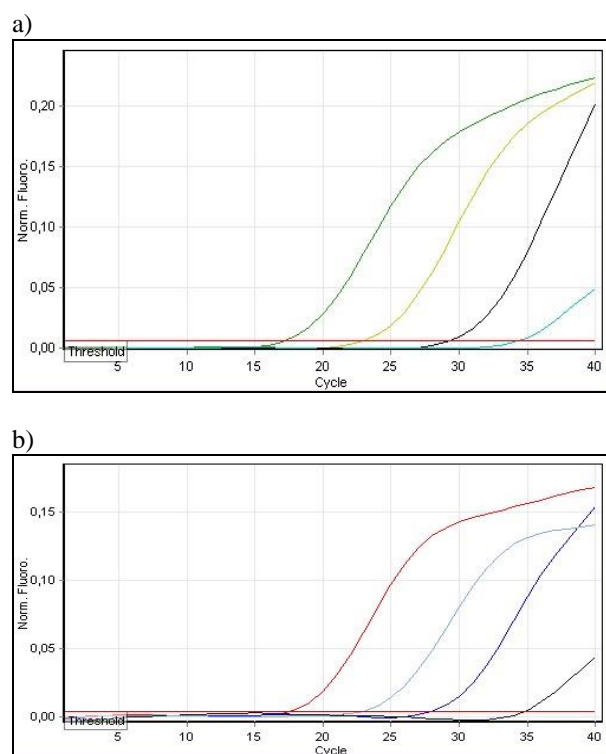 a)
Norm. Fluoro.
0,20
0,15
0,10
0,05
0,00
Threshold
5 10 15 20 25 30 35 40
Cycle
b)
Norm. Fluoro.
0,15
0,10
0,05
0,00
Threshold
5 10 15 20 25 30 35 40
Cycle